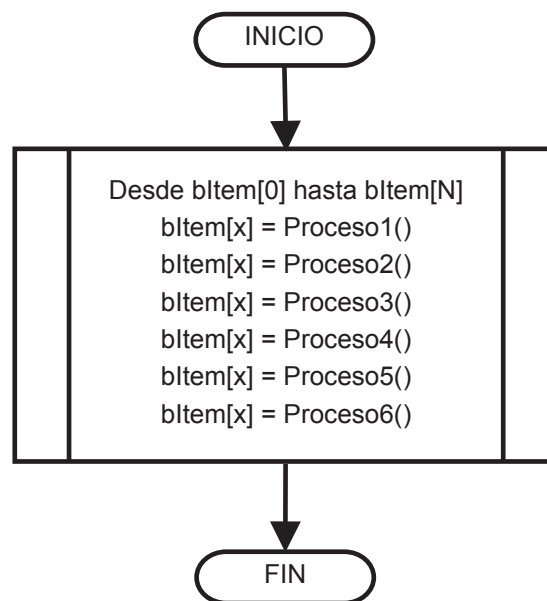 INICIO
Desde bItem[0] hasta bItem[N]
bItem[x] = Proceso1()
bItem[x] = Proceso2()
bItem[x] = Proceso3()
bItem[x] = Proceso4()
bItem[x] = Proceso5()
bItem[x] = Proceso6()
FIN